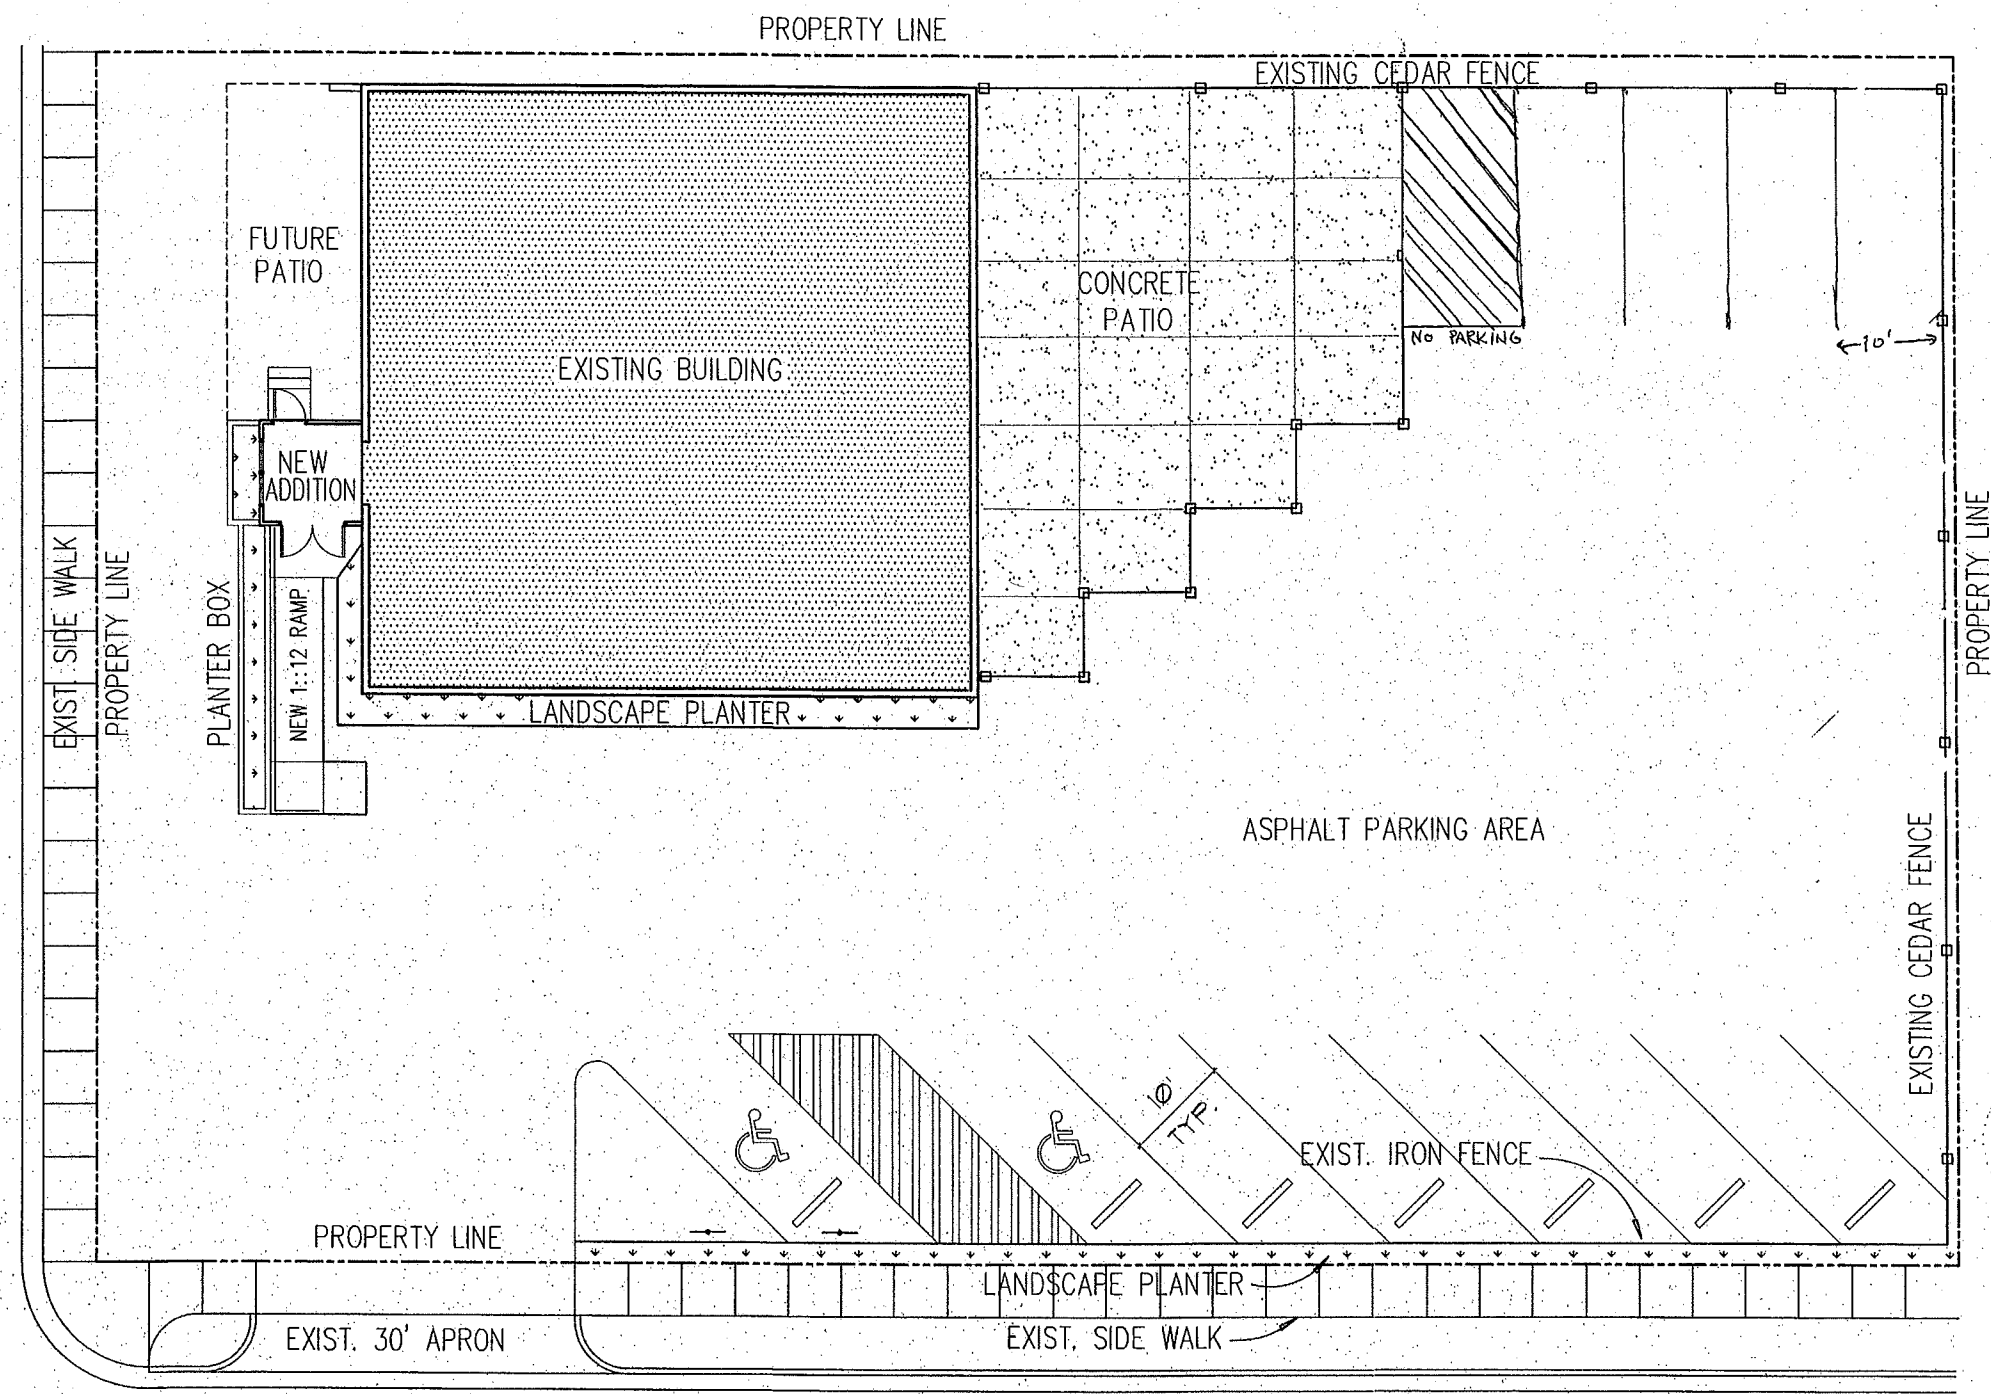 PROPERTY LINE
EXISTING CEDAR FENCE
FUTURE
PATIO
CONCRETE
PATIO
NO PARKING
10'
EXISTING BUILDING
NEW
ADDITION
EXIST. SIDE WALK
PROPERTY LINE
PLANTER BOX
NEW 1::12 RAMP
LANDSCAPE PLANTER
PROPERTY LINE
ASPHALT PARKING AREA
EXISTING CEDAR FENCE
10'
TYP.
EXIST. IRON FENCE
PROPERTY LINE
LANDSCAPE PLANTER
EXIST. 30' APRON
EXIST. SIDE WALK